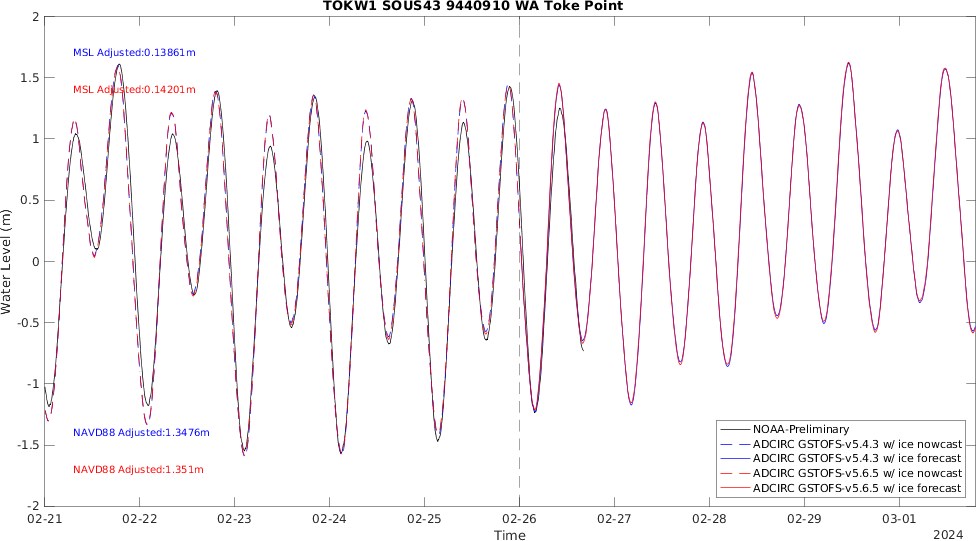 TOKW1 SOUS43 9440910 WA Toke Point
2
1.5
1
0.5
0
-0.5
-1
-1.5
-2
Water Level (m)
MSL Adjusted:0.13861m
MSL Adjusted:0.14201m
NAVD88 Adjusted:1.3476m
NAVD88 Adjusted:1.351m
NOAA-Preliminary
ADCIRC GSTOFS-v5.4.3 w/ ice nowcast
ADCIRC GSTOFS-v5.4.3 w/ ice forecast
ADCIRC GSTOFS-v5.6.5 w/ ice nowcast
ADCIRC GSTOFS-v5.6.5 w/ ice forecast
02-21 02-22 02-23 02-24 02-25 02-26 02-27 02-28 02-29 03-01
Time
2024